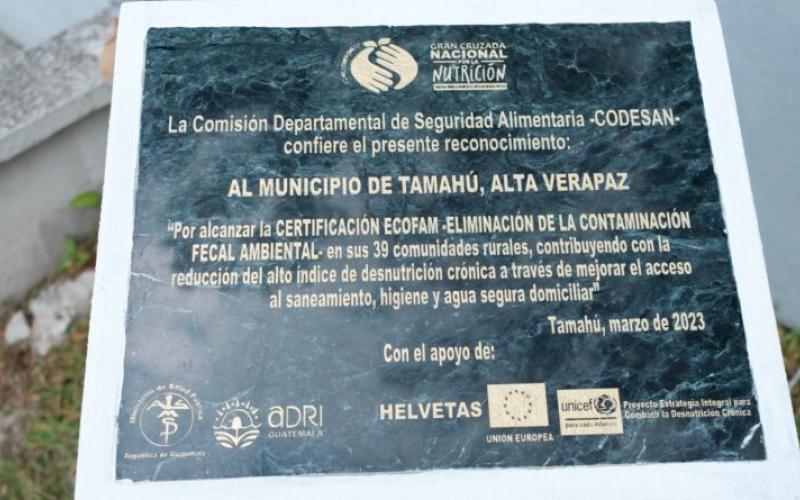 GRAN CRUZADA
NACIONAL
POR LA
NUTRICIÓN
La Comisión Departamental de Seguridad Alimentaria -CODESAN-
confiere el presente reconocimiento:
AL MUNICIPIO DE TAMAHÚ, ALTA VERAPAZ
"Por alcanzar la CERTIFICACIÓN ECOFAM -ELIMINACIÓN DE LA CONTAMINACIÓN
FECAL AMBIENTAL- en sus 39 comunidades rurales, contribuyendo con la
reducción del alto índice de desnutrición crónica a través de mejorar el acceso
al saneamiento, higiene y agua segura domiciliar"
Tamahú, marzo de 2023
Con el apoyo de:
Ministerio de Salud Pública
República de Guatemala
ADRI
GUATEMALA
HELVETAS
UNION EUROPEA
unicef
para cada infancia
Proyecto Estrategia Integral para
Combatir la Desnutrición Crónica